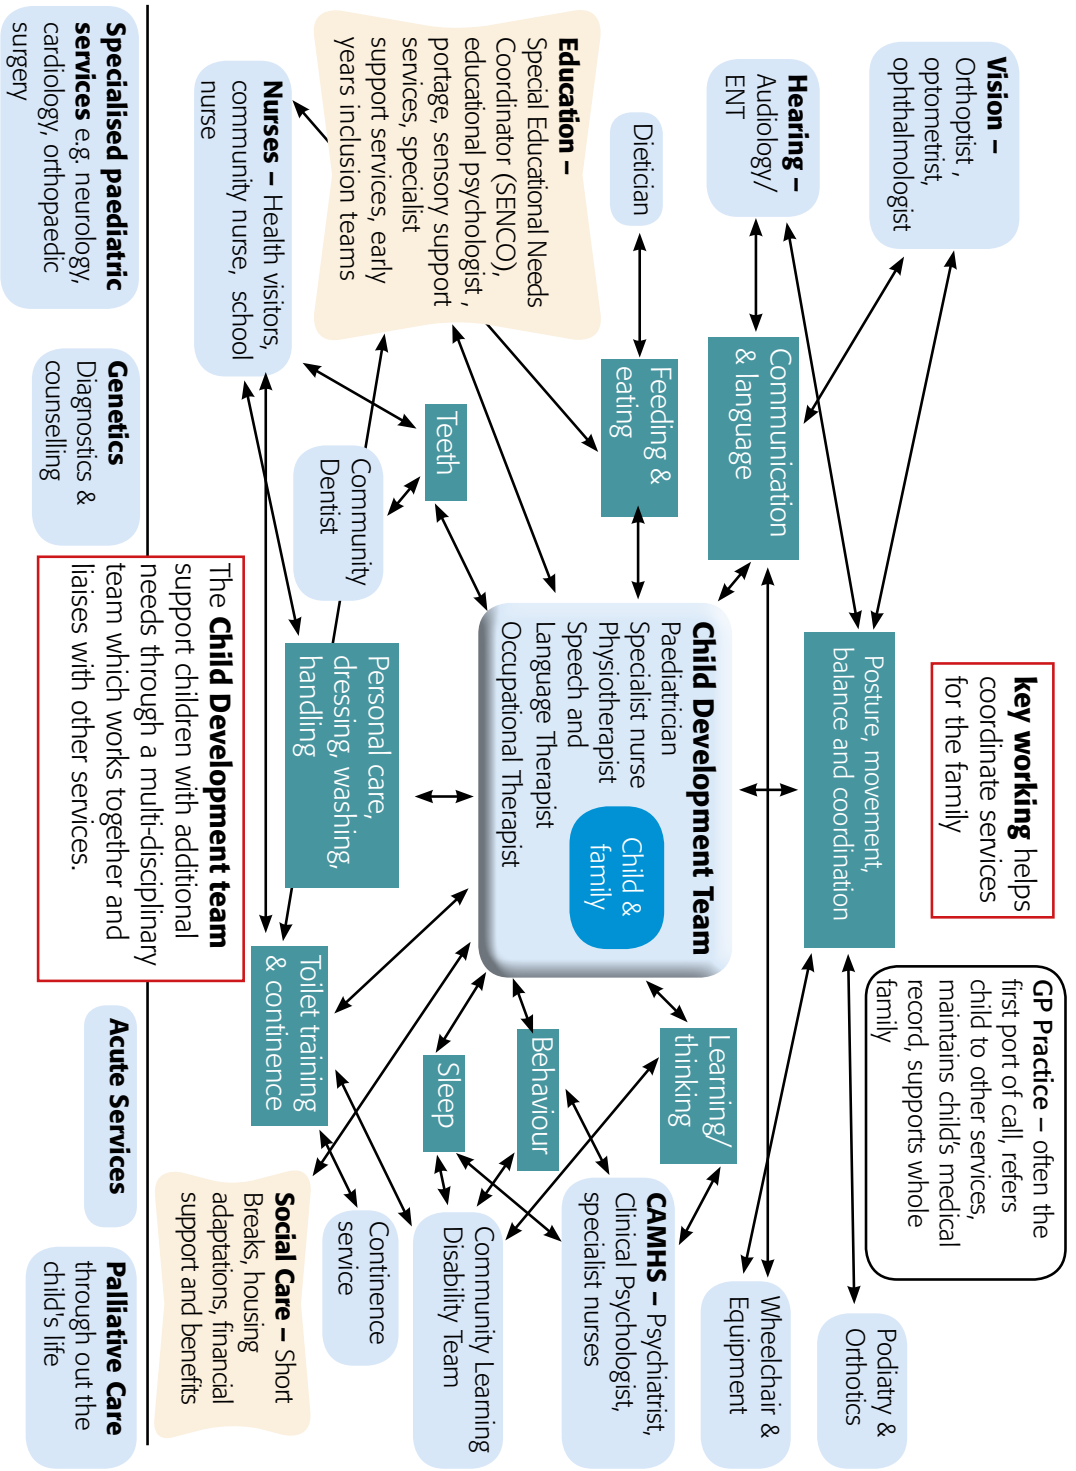 Vision –
Orthoptist ,
optometrist,
ophthalmologist
key working helps
coordinate services
for the family
GP Practice – often the
first port of call, refers
child to other services,
maintains child’s medical
record, supports whole
family
Hearing –
Audiology/
ENT
Posture, movement,
balance and coordination
Podiatry &
Orthotics
Communication
& language
Wheelchair &
Equipment
Dietician
Feeding &
eating
Child Development Team
Paediatrician
Specialist nurse
Physiotherapist
Speech and
Language Therapist
Occupational Therapist
Child &
family
Learning/
thinking
CAMHS – Psychiatrist,
Clinical Psychologist,
specialist nurses
Education –
Special Educational Needs
Coordinator (SENCO),
educational psychologist ,
portage, sensory support
services, specialist
support services, early
years inclusion teams
Behaviour
Teeth
Sleep
Community Learning
Disability Team
Community
Dentist
Personal care,
dressing, washing,
handling
Continence
service
Nurses – Health visitors,
community nurse, school
nurse
Toilet training
& continence
Social Care – Short
Breaks, housing
adaptations, financial
support and benefits
The Child Development team
support children with additional
needs through a multi-disciplinary
team which works together and
liaises with other services.
Specialised paediatric
services e.g. neurology,
cardiology, orthopaedic
surgery
Genetics
Diagnostics &
counselling
Acute Services
Palliative Care
through out the
child's life